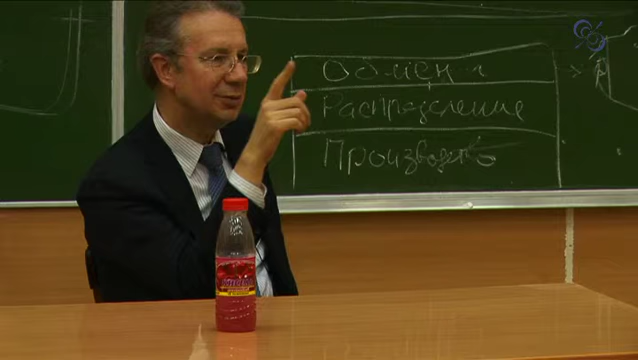 Обмен
Распределение
Производство